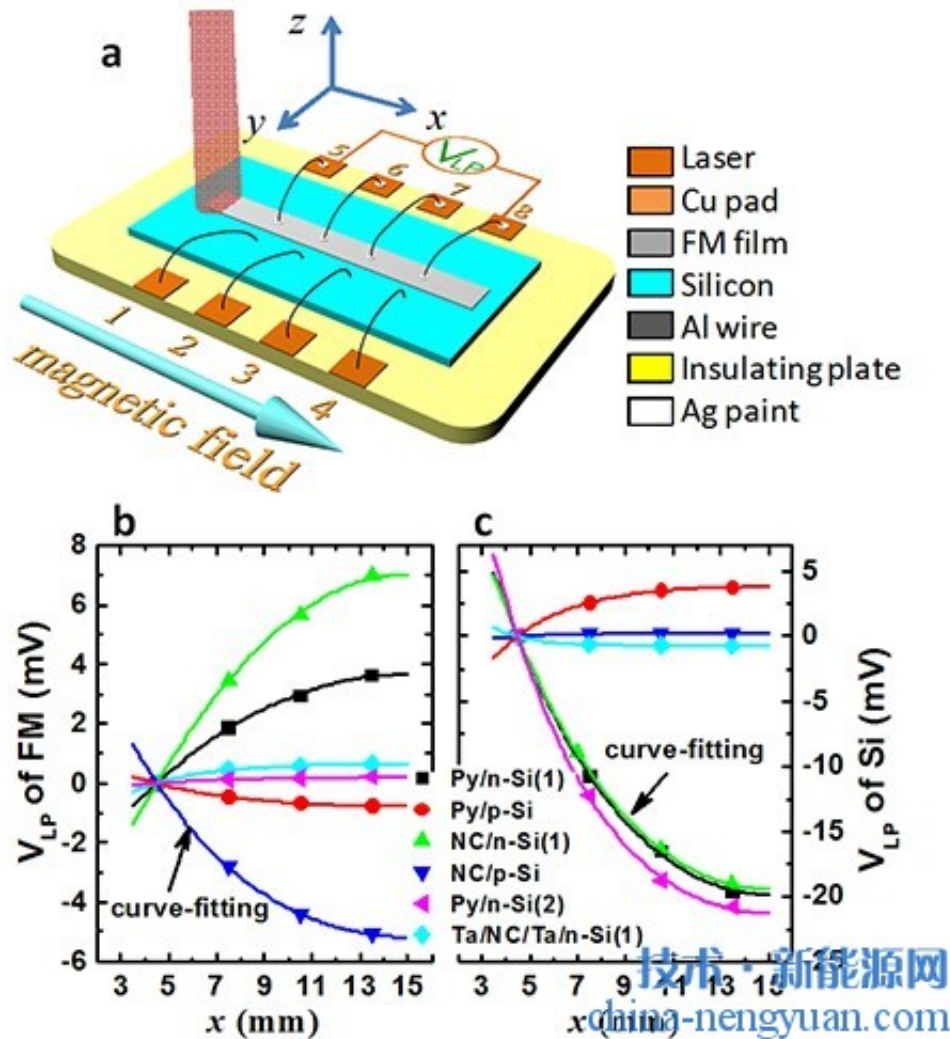 a
z
y
x
V_LP
5
6
7
8
1
2
3
4
magnetic field
Laser
Cu pad
FM film
Silicon
Al wire
Insulating plate
Ag paint
b
8
6
4
2
0
-2
-4
-6
V_LP of FM (mV)
curve-fitting
3 5 7 9 11 13 15
x (mm)
Py/n-Si(1)
Py/p-Si
NC/n-Si(1)
NC/p-Si
Py/n-Si(2)
Ta/NC/Ta/n-Si(1)
c
5
0
-5
-10
-15
-20
-25
V_LP of Si (mV)
curve-fitting
3 5 7 9 11 13 15
x (mm)
技术·新能源网
china-nengyuan.com